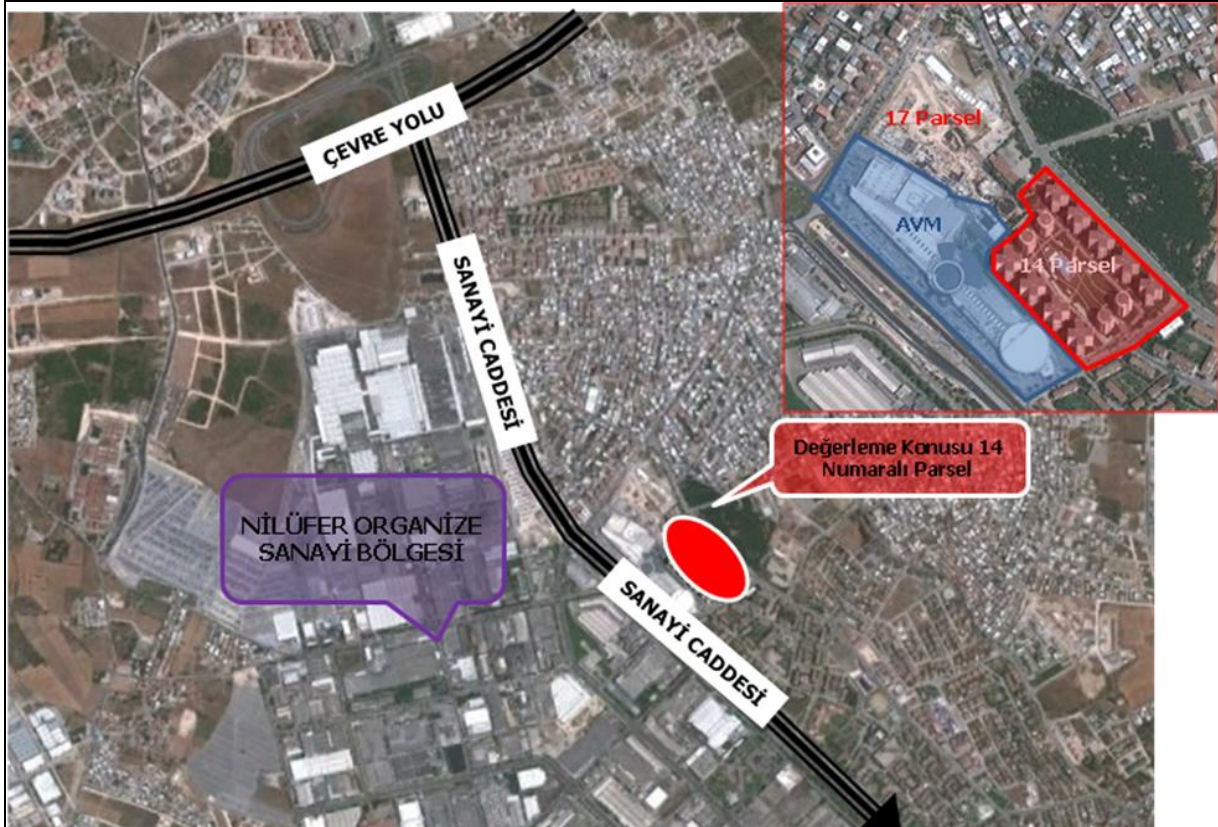 ÇEVRE YOLU
17 Parsel
AVM
14 Parsel
SANAYİ CADDESİ
Değerleme Konusu 14
Numaralı Parsel
NİLÜFER ORGANİZE
SANAYİ BÖLGESİ
SANAYİ CADDESİ